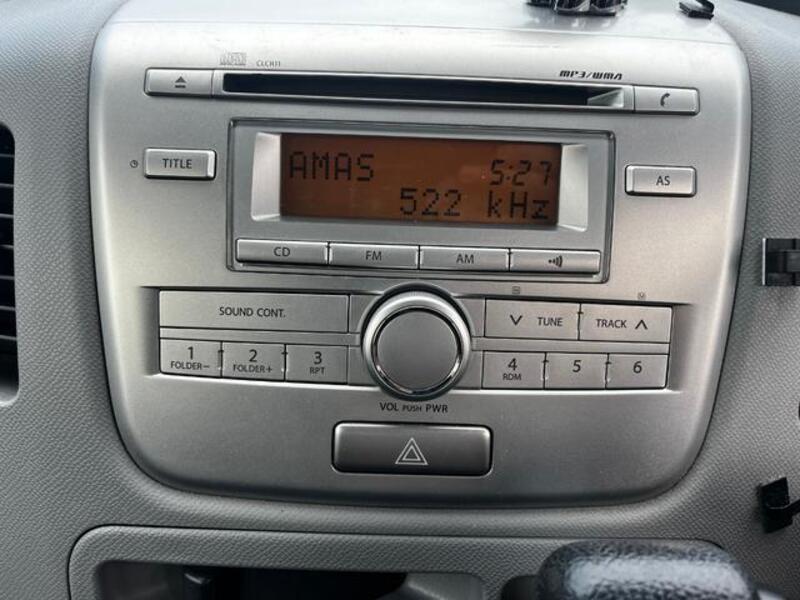 CLCH11
MP3/WMA
TITLE
AMAS 5:27
522 kHz
AS
CD FM AM
SOUND CONT.
TUNE TRACK
1 2 3 4 5 6
FOLDER− FOLDER+ RPT RDM
VOL PUSH PWR